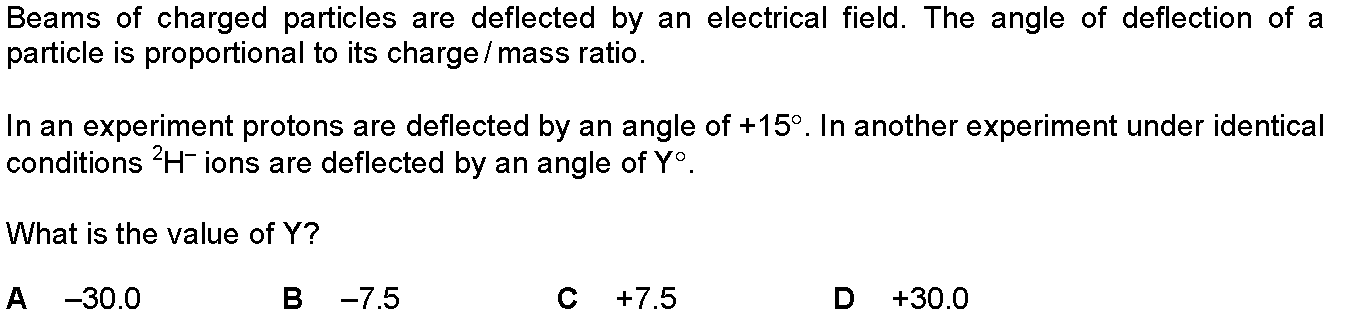 Beams of charged particles are deflected by an electrical field. The angle of deflection of a
particle is proportional to its charge/mass ratio.
In an experiment protons are deflected by an angle of +15°. In another experiment under identical
conditions ²H⁻ ions are deflected by an angle of Y°.
What is the value of Y?
A –30.0 B –7.5 C +7.5 D +30.0